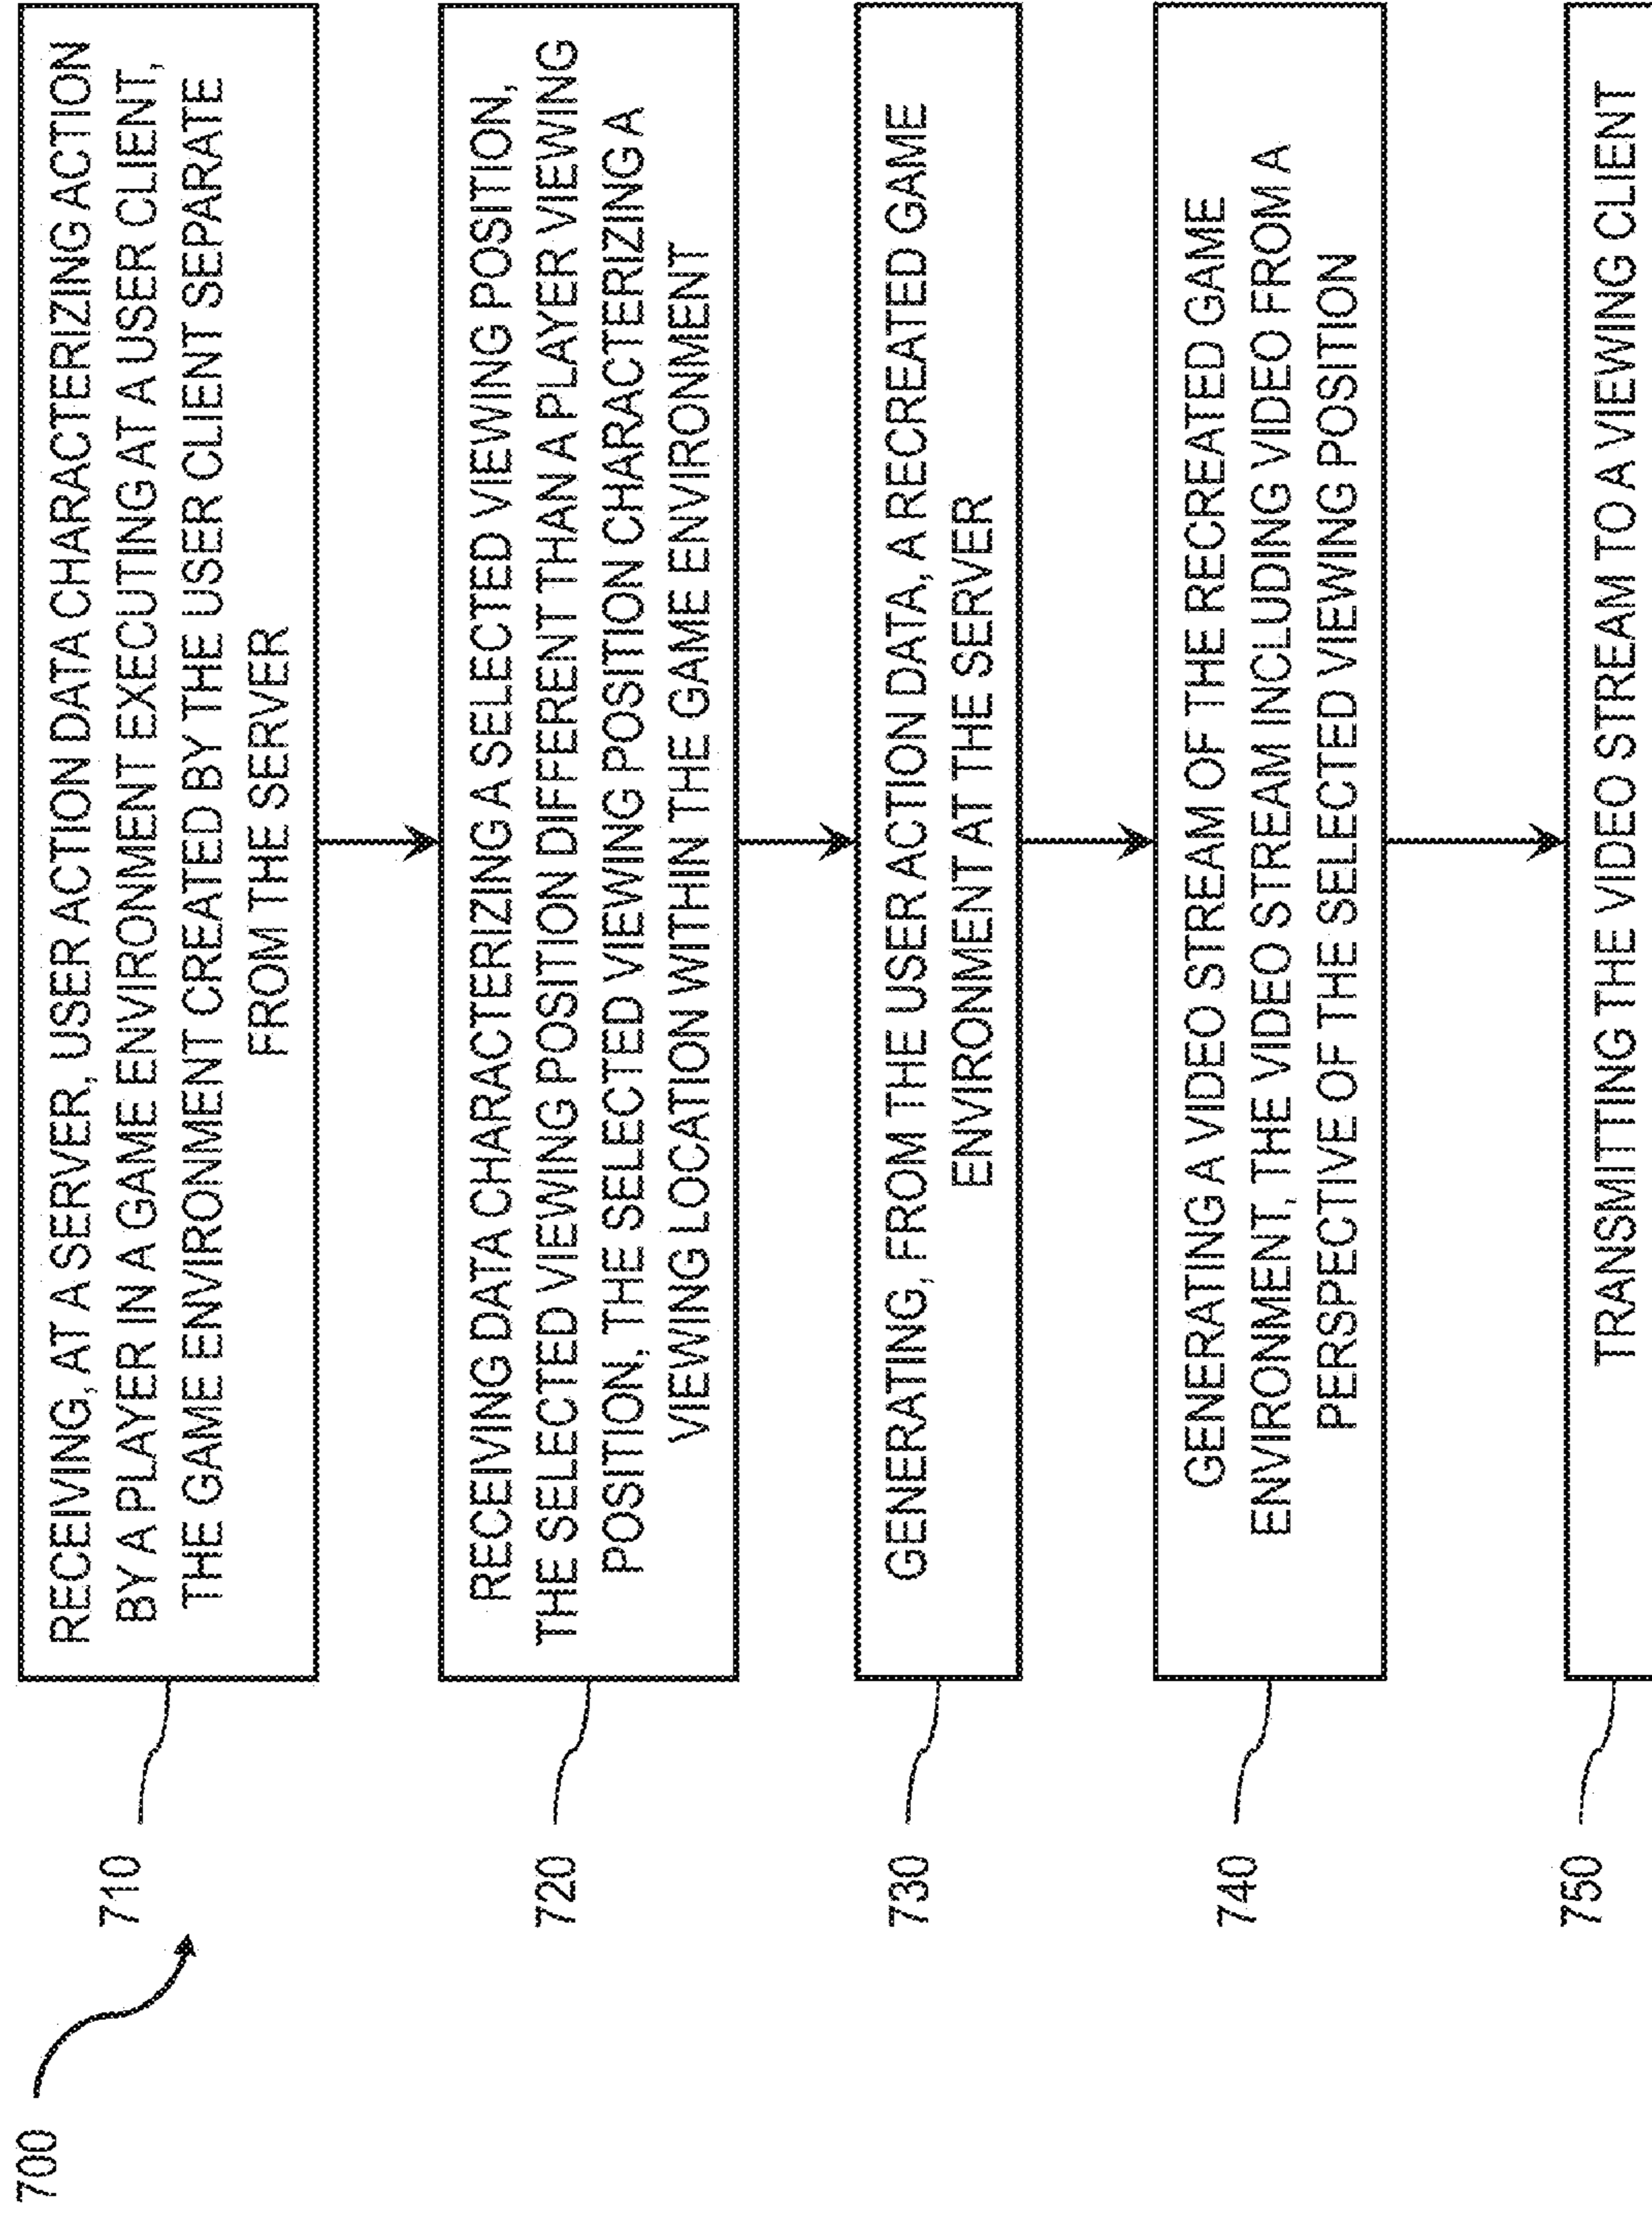 700
710
RECEIVING, AT A SERVER, USER ACTION DATA CHARACTERIZING ACTION
BY A PLAYER IN A GAME ENVIRONMENT EXECUTING AT A USER CLIENT,
THE GAME ENVIRONMENT CREATED BY THE USER CLIENT SEPARATE
FROM THE SERVER
720
RECEIVING DATA CHARACTERIZING A SELECTED VIEWING POSITION,
THE SELECTED VIEWING POSITION DIFFERENT THAN A PLAYER VIEWING
POSITION, THE SELECTED VIEWING POSITION CHARACTERIZING A
VIEWING LOCATION WITHIN THE GAME ENVIRONMENT
730
GENERATING, FROM THE USER ACTION DATA, A RECREATED GAME
ENVIRONMENT AT THE SERVER
740
GENERATING A VIDEO STREAM OF THE RECREATED GAME
ENVIRONMENT, THE VIDEO STREAM INCLUDING VIDEO FROM A
PERSPECTIVE OF THE SELECTED VIEWING POSITION
750
TRANSMITTING THE VIDEO STREAM TO A VIEWING CLIENT